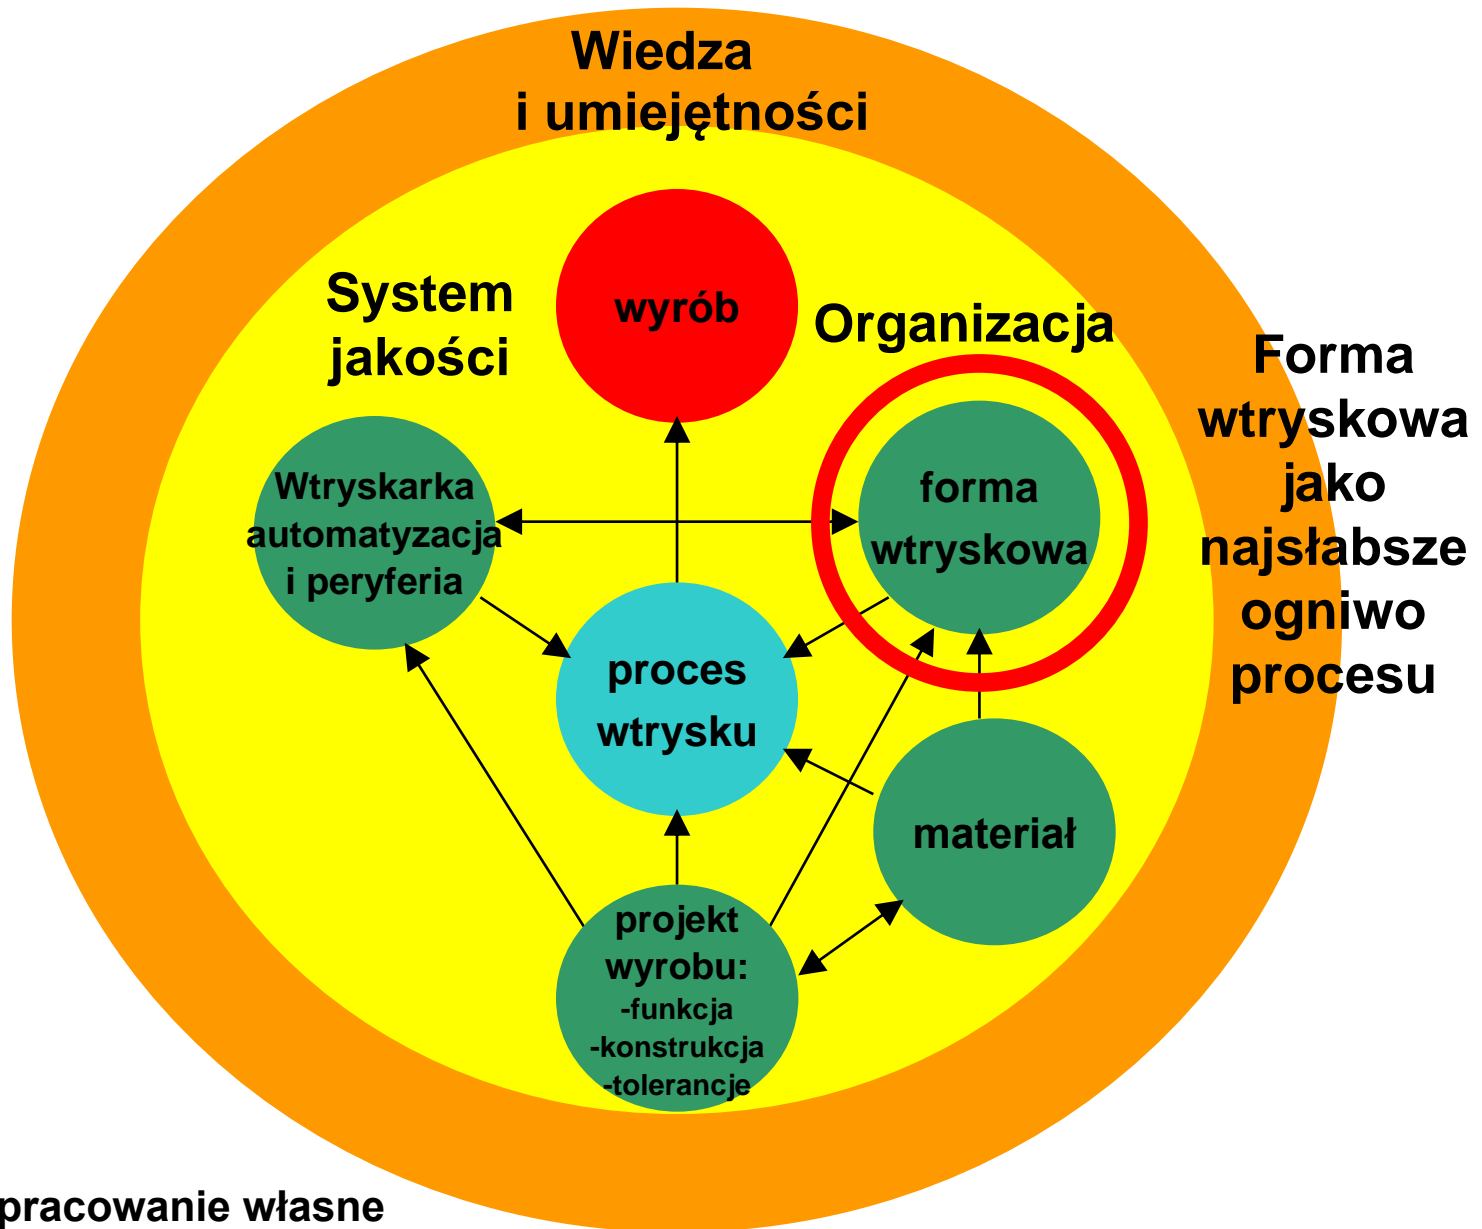 Wiedza
i umiejętności
System
jakości
wyrób
Organizacja
Forma
wtryskowa
jako
najsłabsze
ogniwo
procesu
Wtryskarka
automatyzacja
i peryferia
forma
wtryskowa
proces
wtrysku
materiał
projekt
wyrobu:
-funkcja
-konstrukcja
-tolerancje
pracowanie własne